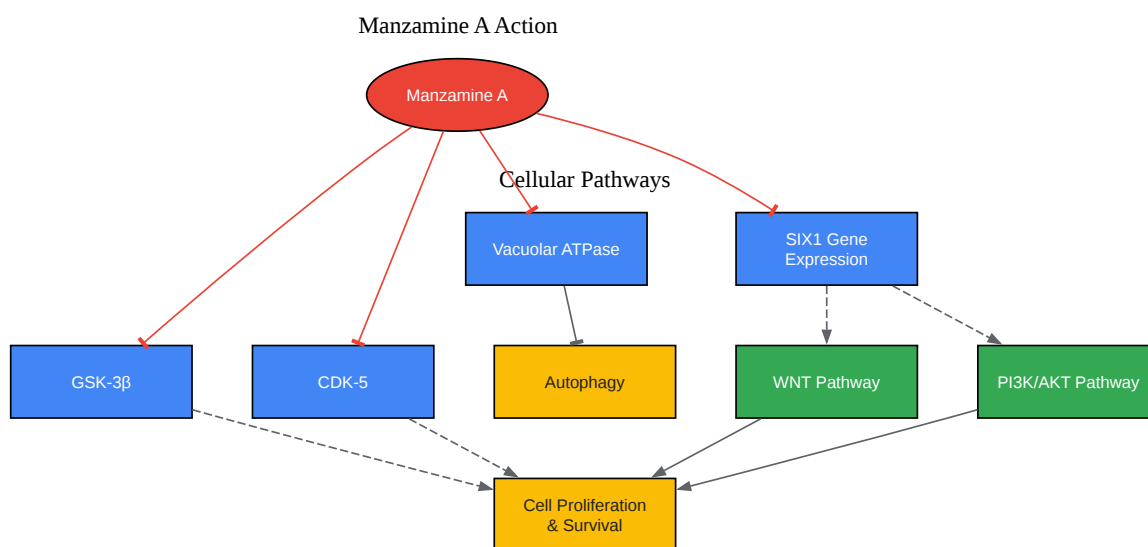 Manzamine A Action
Manzamine A
Cellular Pathways
Vacuolar ATPase
SIX1 Gene
Expression
GSK-3β
CDK-5
Autophagy
WNT Pathway
PI3K/AKT Pathway
Cell Proliferation
& Survival